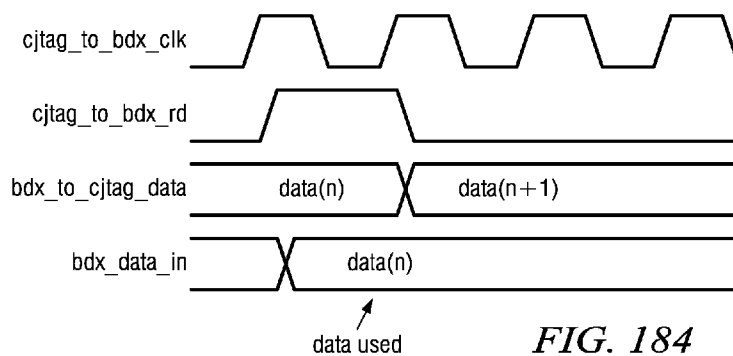 cjtag_to_bdx_clk
cjtag_to_bdx_rd
bdx_to_cjtag_data data(n) data(n+1)
bdx_data_in data(n)
data used
FIG. 184